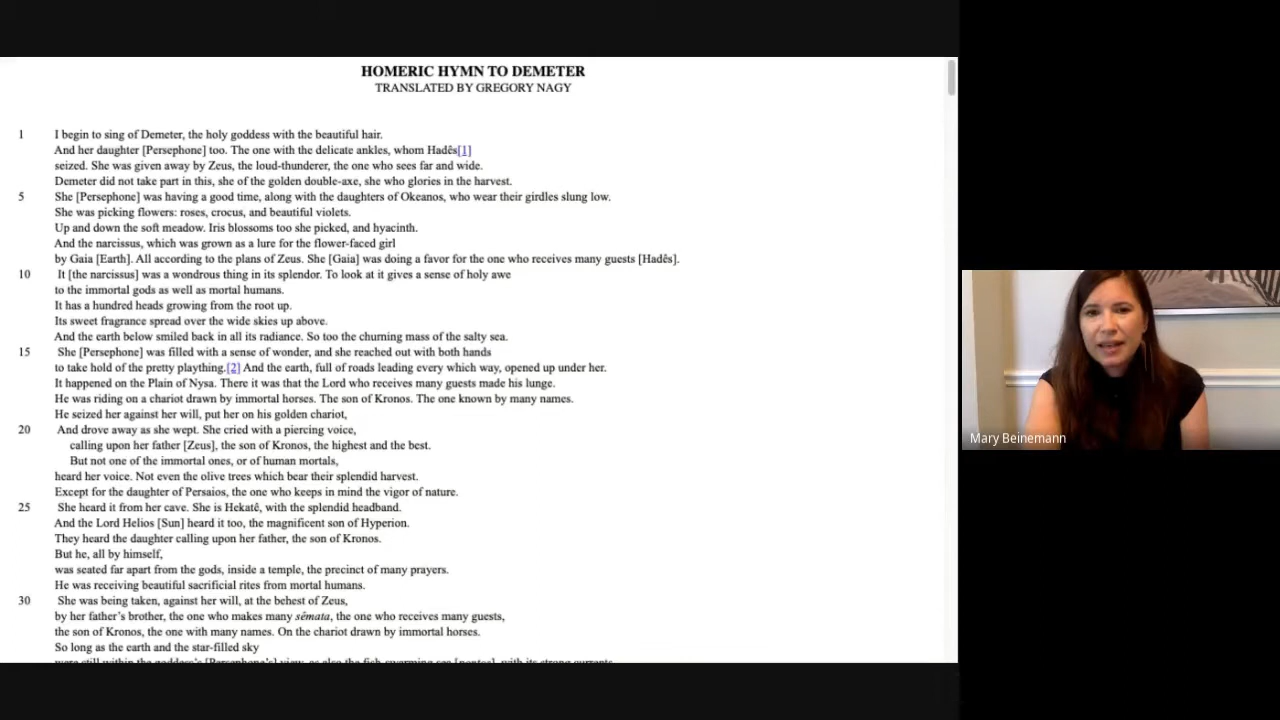 HOMERIC HYMN TO DEMETER
TRANSLATED BY GREGORY NAGY
1 I begin to sing of Demeter, the holy goddess with the beautiful hair.
And her daughter [Persephone] too. The one with the delicate ankles, whom Hadês[1]
seized. She was given away by Zeus, the loud-thunderer, the one who sees far and wide.
Demeter did not take part in this, she of the golden double-axe, she who glories in the harvest.
5 She [Persephone] was having a good time, along with the daughters of Okeanos, who wear their girdles slung low.
She was picking flowers: roses, crocus, and beautiful violets.
Up and down the soft meadow. Iris blossoms too she picked, and hyacinth.
And the narcissus, which was grown as a lure for the flower-faced girl
by Gaia [Earth]. All according to the plans of Zeus. She [Gaia] was doing a favor for the one who receives many guests [Hadês].
10 It [the narcissus] was a wondrous thing in its splendor. To look at it gives a sense of holy awe
to the immortal gods as well as mortal humans.
It has a hundred heads growing from the root up.
Its sweet fragrance spread over the wide skies up above.
And the earth below smiled back in all its radiance. So too the churning mass of the salty sea.
15 She [Persephone] was filled with a sense of wonder, and she reached out with both hands
to take hold of the pretty plaything.[2] And the earth, full of roads leading every which way, opened up under her.
It happened on the Plain of Nysa. There it was that the Lord who receives many guests made his lunge.
He was riding on a chariot drawn by immortal horses. The son of Kronos. The one known by many names.
He seized her against her will, put her on his golden chariot,
20 And drove away as she wept. She cried with a piercing voice,
calling upon her father [Zeus], the son of Kronos, the highest and the best.
But not one of the immortal ones, or of human mortals,
heard her voice. Not even the olive trees which bear their splendid harvest.
Except for the daughter of Persaios, the one who keeps in mind the vigor of nature.
25 She heard it from her cave. She is Hekatê, with the splendid headband.
And the Lord Helios [Sun] heard it too, the magnificent son of Hyperion.
They heard the daughter calling upon her father, the son of Kronos.
But he, all by himself,
was seated far apart from the gods, inside a temple, the precinct of many prayers.
He was receiving beautiful sacrificial rites from mortal humans.
30 She was being taken, against her will, at the behest of Zeus,
by her father's brother, the one who makes many sêmata, the one who receives many guests,
the son of Kronos, the one with many names. On the chariot drawn by immortal horses.
So long as the earth and the star-filled sky
were still within the goddess's [Persephone's] view, as also the fish-swarming sea [pontos], with its strong currents,
Mary Beinemann